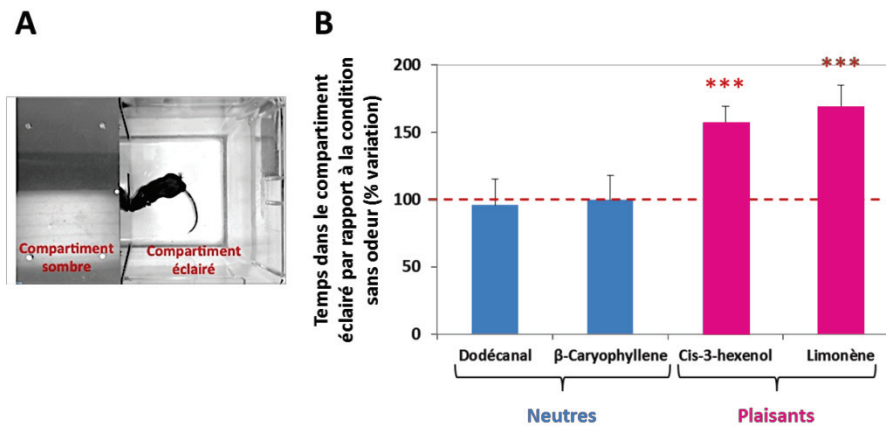 A
B
Compartiment
sombre
Compartiment
éclairé
Temps dans le compartiment
éclairé par rapport à la condition
sans odeur (% variation)
200
150
100
50
0
***
***
Dodécanal
β-Caryophyllene
Cis-3-hexenol
Limonène
Neutres
Plaisants